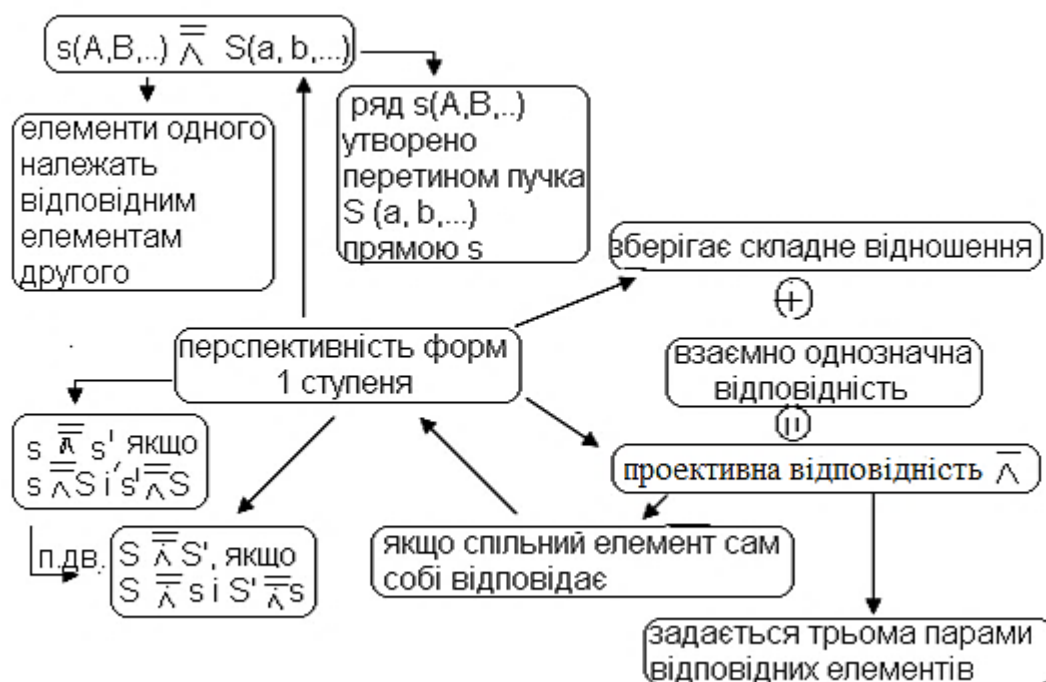 s(A,B,..) ⌅ S(a, b,...)
елементи одного
належать
відповідним
елементам
другого
ряд s(A,B,..)
утворено
перетином пучка
S (a, b,...)
прямою s
зберігає складне відношення
+
взаємно однозначна
відповідність
=
перспективність форм
1 ступеня
проективна відповідність ⊼
s ⌅ s' якщо
s ⌅ S і s' ⌅ S
п.дв.
S ⌅ S', якщо
S ⌅ s і S' ⌅ s
якщо спільний елемент сам
собі відповідає
задається трьома парами
відповідних елементів